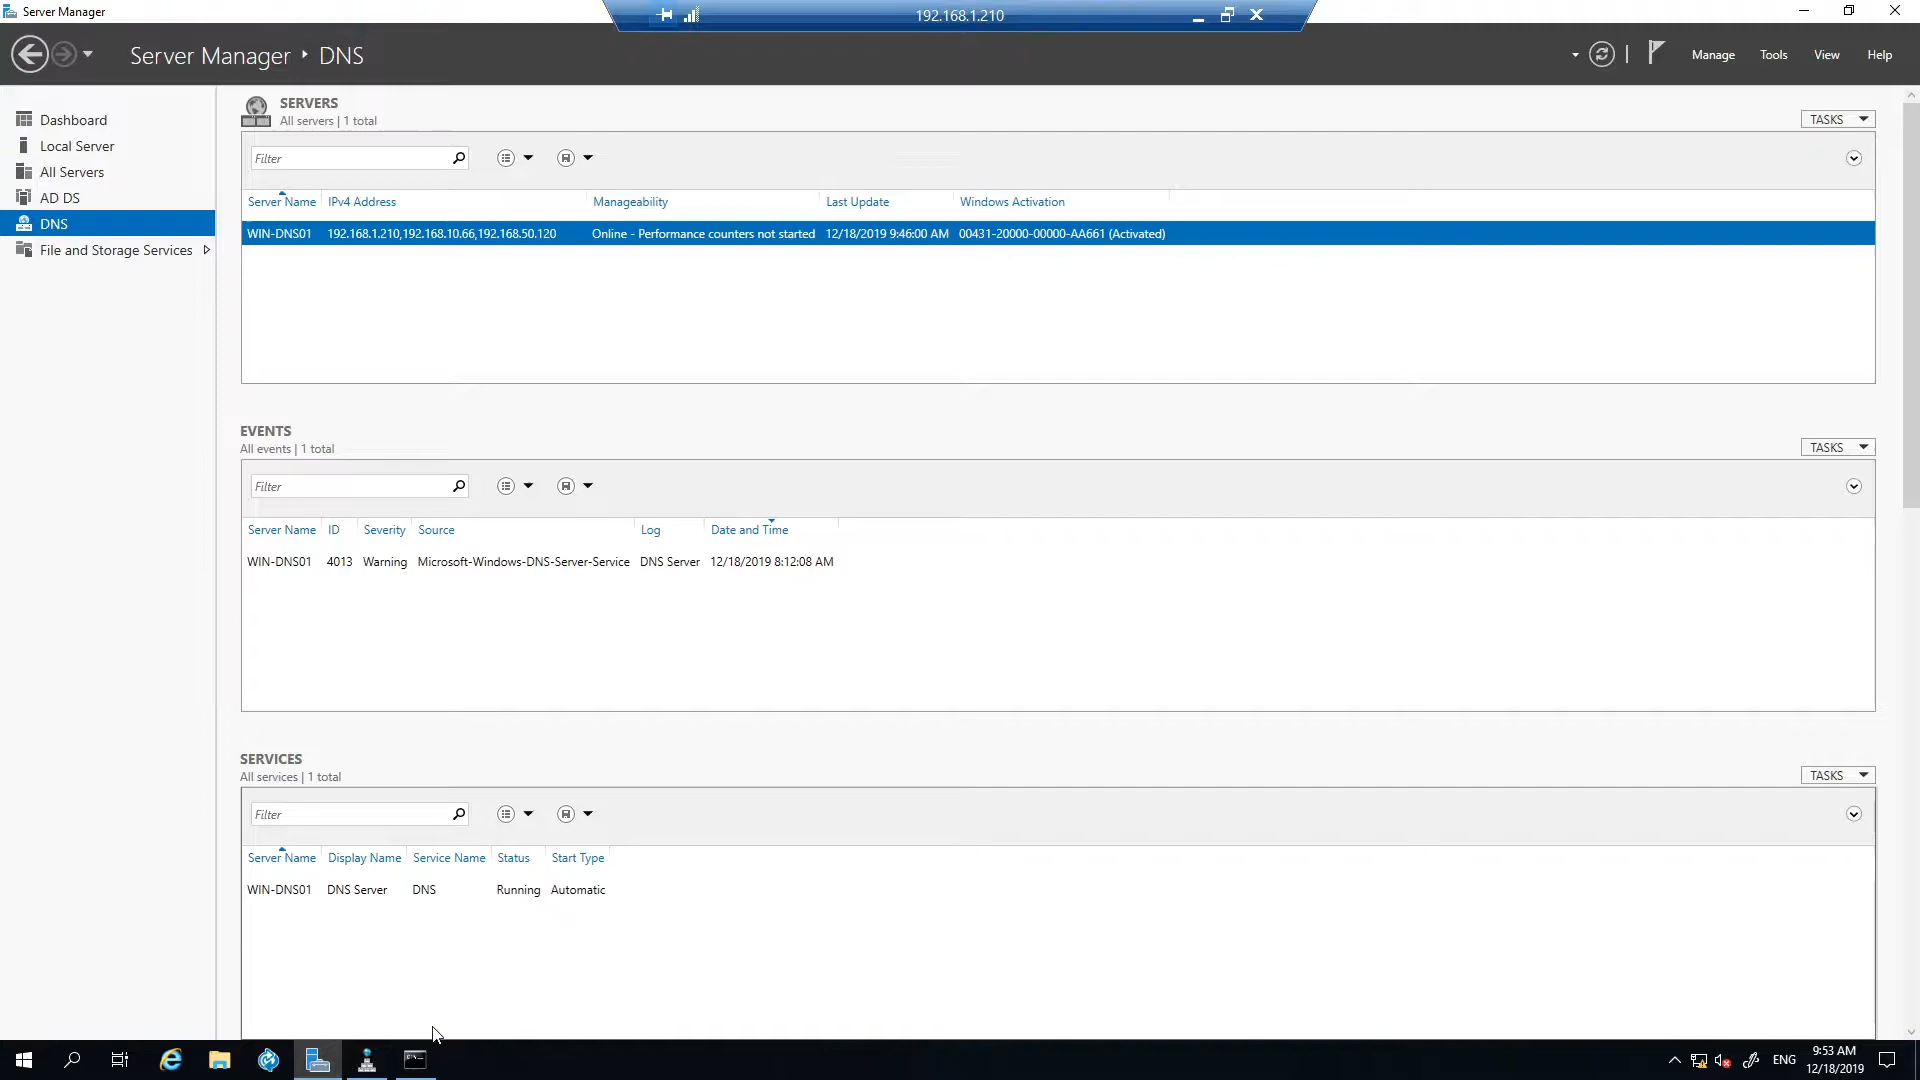 Server Manager
192.168.1.210
Server Manager ‣ DNS
Manage Tools View Help
Dashboard
Local Server
All Servers
AD DS
DNS
File and Storage Services
SERVERS
All servers | 1 total
TASKS
Filter
Server Name IPv4 Address Manageability Last Update Windows Activation
WIN-DNS01 192.168.1.210,192.168.10.66,192.168.50.120 Online - Performance counters not started 12/18/2019 9:46:00 AM 00431-20000-00000-AA661 (Activated)
EVENTS
All events | 1 total
TASKS
Filter
Server Name ID Severity Source Log Date and Time
WIN-DNS01 4013 Warning Microsoft-Windows-DNS-Server-Service DNS Server 12/18/2019 8:12:08 AM
SERVICES
All services | 1 total
TASKS
Filter
Server Name Display Name Service Name Status Start Type
WIN-DNS01 DNS Server DNS Running Automatic
ENG
9:53 AM
12/18/2019